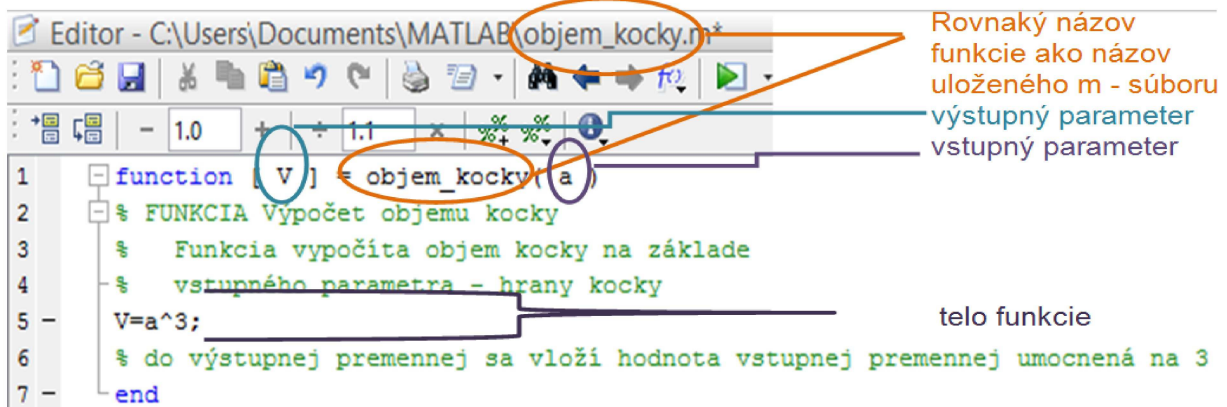 Editor - C:\Users\Documents\MATLAB\objem_kocky.m*
Rovnaký názov
funkcie ako názov
uloženého m - súboru
výstupný parameter
vstupný parameter
- 1.0 + ÷ 1.1 ×
1 function [ V ] = objem_kocky( a )
2 % FUNKCIA Výpočet objemu kocky
3 % Funkcia vypočíta objem kocky na základe
4 % vstupného parametra - hrany kocky
5 - V=a^3;
telo funkcie
6 % do výstupnej premennej sa vloží hodnota vstupnej premennej umocnená na 3
7 - end